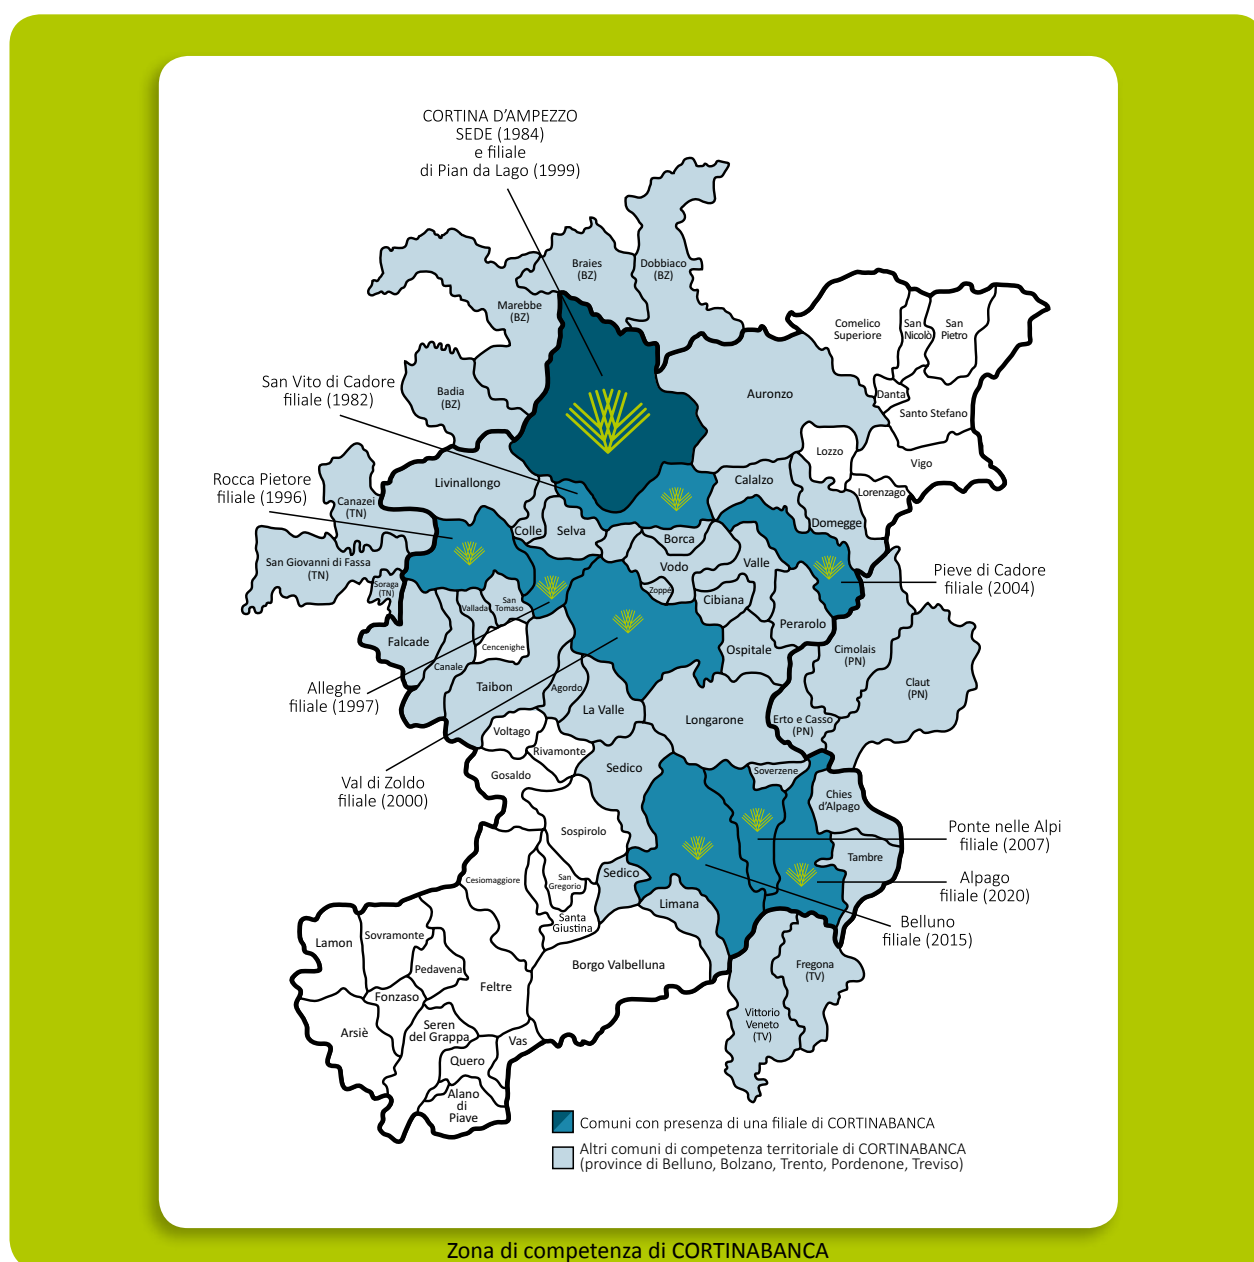 CORTINA D'AMPEZZO
SEDE (1984)
e filiale
di Pian da Lago (1999)
Braies
(BZ)
Dobbiaco
(BZ)
Marebbe
(BZ)
Comelico
Superiore
San
Nicolò
San
Pietro
San Vito di Cadore
filiale (1982)
Badia
(BZ)
Auronzo
Danta
Santo Stefano
Lozzo
Vigo
Rocca Pietore
filiale (1996)
Livinallongo
Calalzo
Lorenzago
Canazei
(TN)
Domegge
Colle
Selva
Borca
San Giovanni di Fassa
(TN)
Vodo
Valle
Pieve di Cadore
filiale (2004)
Soraga
(TN)
Zoppè
Cibiana
Vallada
San
Tomaso
Perarolo
Falcade
Cencenighe
Ospitale
Cimolais
(PN)
Canale
Claut
(PN)
Alleghe
filiale (1997)
Taibon
Agordo
La Valle
Longarone
Erto e Casso
(PN)
Voltago
Rivamonte
Gosaldo
Sedico
Soverzene
Val di Zoldo
filiale (2000)
Chies
d'Alpago
Sospirolo
Ponte nelle Alpi
filiale (2007)
Tambre
Cesiomaggiore
San
Gregorio
Sedico
Alpago
filiale (2020)
Limana
Santa
Giustina
Belluno
filiale (2015)
Lamon
Sovramonte
Pedavena
Borgo Valbelluna
Fregona
(TV)
Feltre
Fonzaso
Arsiè
Seren
del Grappa
Vas
Vittorio
Veneto
(TV)
Quero
Alano
di
Piave
Comuni con presenza di una filiale di CORTINABANCA
Altri comuni di competenza territoriale di CORTINABANCA
(province di Belluno, Bolzano, Trento, Pordenone, Treviso)
Zona di competenza di CORTINABANCA